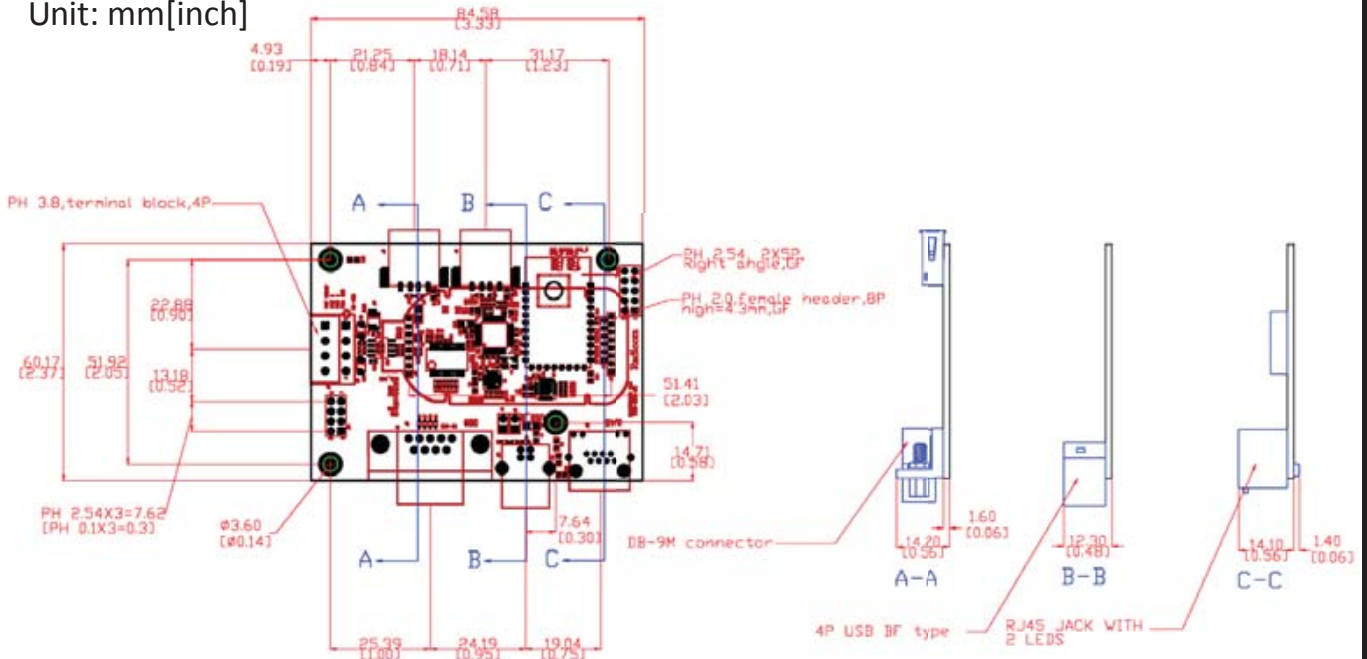 Unit: mm[inch]
84.58
[3.33]
4.93
[0.19]
21.25
[0.84]
18.14
[0.71]
31.17
[1.23]
PH 3.8,terminal block,4P
A
B
C
PH 2.54, 2X5P
Right angle,GF
PH 2.0,female header,8P
high=4.3mm,GF
22.88
[0.90]
60.17
[2.37]
51.92
[2.05]
13.18
[0.52]
51.41
[2.03]
14.71
[0.58]
PH 2.54X3=7.62
[PH 0.1X3=0.3]
ø3.60
[ø0.14]
7.64
[0.30]
A
B
C
DB-9M connector
1.60
[0.06]
14.20
[0.56]
12.30
[0.48]
14.10
[0.56]
1.40
[0.06]
A-A
B-B
C-C
4P USB BF type
RJ45 JACK WITH
2 LEDS
25.39
[1.00]
24.19
[0.95]
19.04
[0.75]